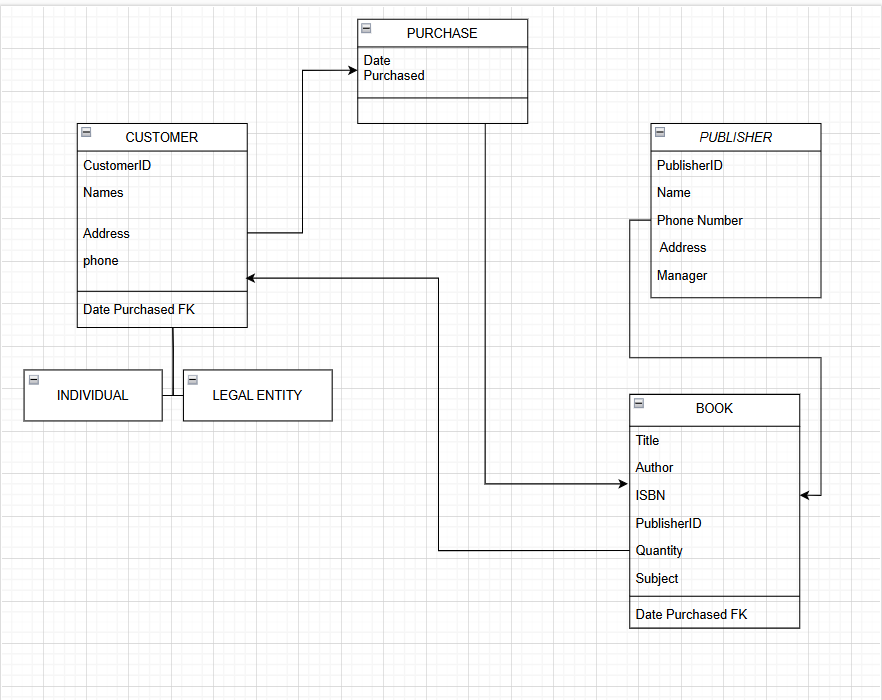 PURCHASE
Date
Purchased
CUSTOMER
CustomerID
Names
Address
phone
Date Purchased FK
INDIVIDUAL
LEGAL ENTITY
PUBLISHER
PublisherID
Name
Phone Number
Address
Manager
BOOK
Title
Author
ISBN
PublisherID
Quantity
Subject
Date Purchased FK